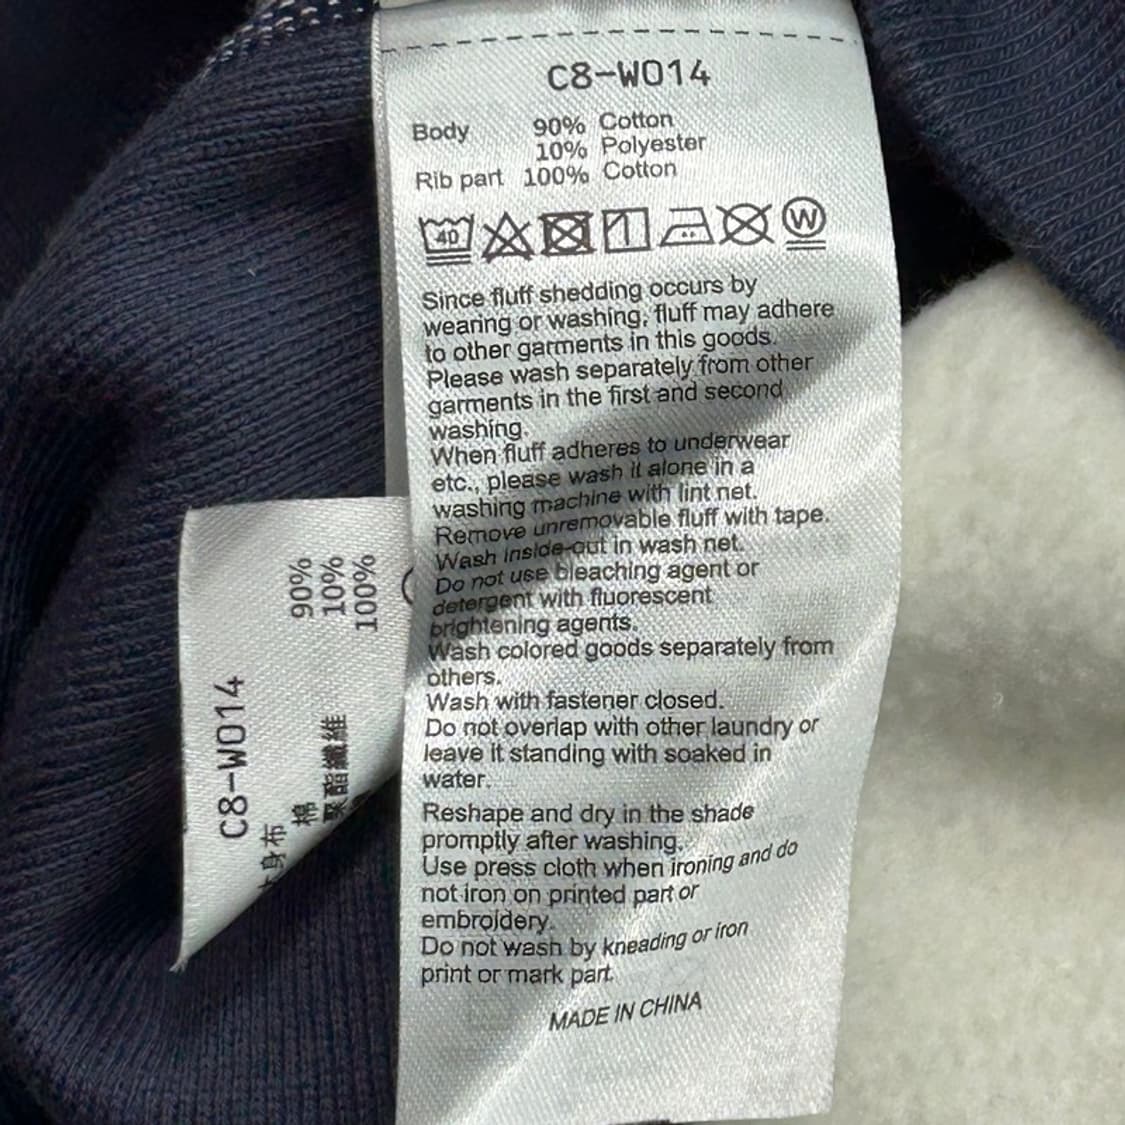 C8-W014
Body 90% Cotton
10% Polyester
Rib part 100% Cotton
40
W
Since fluff shedding occurs by
wearing or washing, fluff may adhere
to other garments in this goods.
Please wash separately from other
garments in the first and second
washing.
When fluff adheres to underwear
etc., please wash it alone in a
washing machine with lint net.
Remove unremovable fluff with tape.
Wash inside-out in wash net.
Do not use bleaching agent or
detergent with fluorescent
brightening agents.
Wash colored goods separately from
others.
Wash with fastener closed.
Do not overlap with other laundry or
leave it standing with soaked in
water.
Reshape and dry in the shade
promptly after washing.
Use press cloth when ironing and do
not iron on printed part or
embroidery.
Do not wash by kneading or iron
print or mark part.
MADE IN CHINA
C8-W014
身布
棉 90%
聚酯纖維 10%
100%